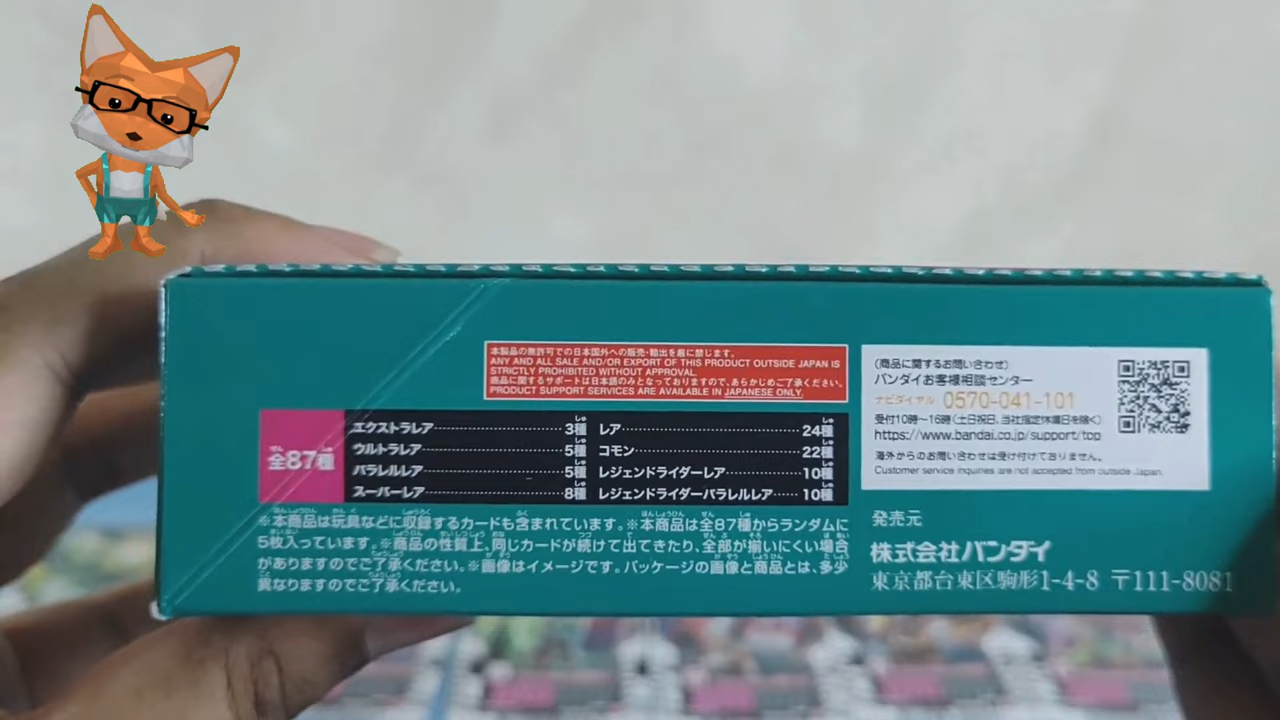 本製品の無許可での日本国外への販売・輸出を厳に禁じます。
ANY AND ALL SALE AND/OR EXPORT OF THIS PRODUCT OUTSIDE JAPAN IS
STRICTLY PROHIBITED WITHOUT APPROVAL.
商品に関するサポートは日本語のみとなっておりますので、あらかじめご了承ください。
PRODUCT SUPPORT SERVICES ARE AVAILABLE IN JAPANESE ONLY.
全87種
エクストラレア 3種
ウルトラレア 5種
パラレルレア 5種
スーパーレア 8種
レア 24種
コモン 22種
レジェンドライダーレア 10種
レジェンドライダーパラレルレア 10種
※本商品は玩具などに収録するカードも含まれています。※本商品は全87種からランダムに
5枚入っています。※商品の性質上、同じカードが続けて出てきたり、全部が揃いにくい場合
がありますのでご了承ください。※画像はイメージです。パッケージの画像と商品とは、多少
異なりますのでご了承ください。
(商品に関するお問い合わせ)
バンダイお客様相談センター
ナビダイヤル 0570-041-101
受付10時〜16時(土日祝日、当社指定休業日を除く)
https://www.bandai.co.jp/support/top
海外からのお問い合わせは受け付けておりません。
Customer service inquiries are not accepted from outside Japan.
発売元
株式会社バンダイ
東京都台東区駒形1-4-8 〒111-8081